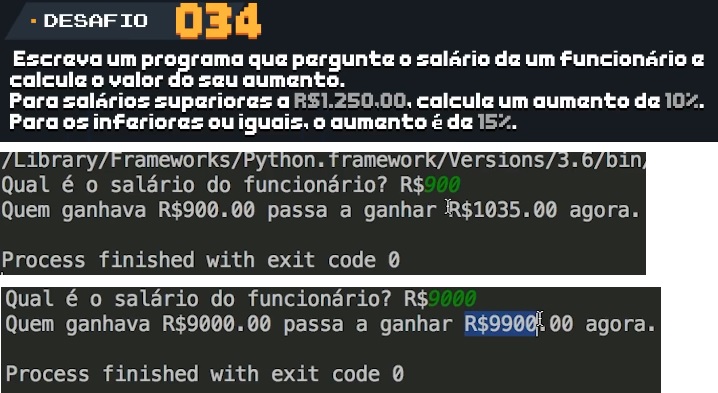 DESAFIO 034
Escreva um programa que pergunte o salário de um funcionário e
calcule o valor do seu aumento.
Para salários superiores a R$1.250,00, calcule um aumento de 10%.
Para os inferiores ou iguais, o aumento é de 15%.
/Library/Frameworks/Python.framework/Versions/3.6/bin/
Qual é o salário do funcionário? R$900
Quem ganhava R$900.00 passa a ganhar R$1035.00 agora.
Process finished with exit code 0
Qual é o salário do funcionário? R$9000
Quem ganhava R$9000.00 passa a ganhar R$9900.00 agora.
Process finished with exit code 0